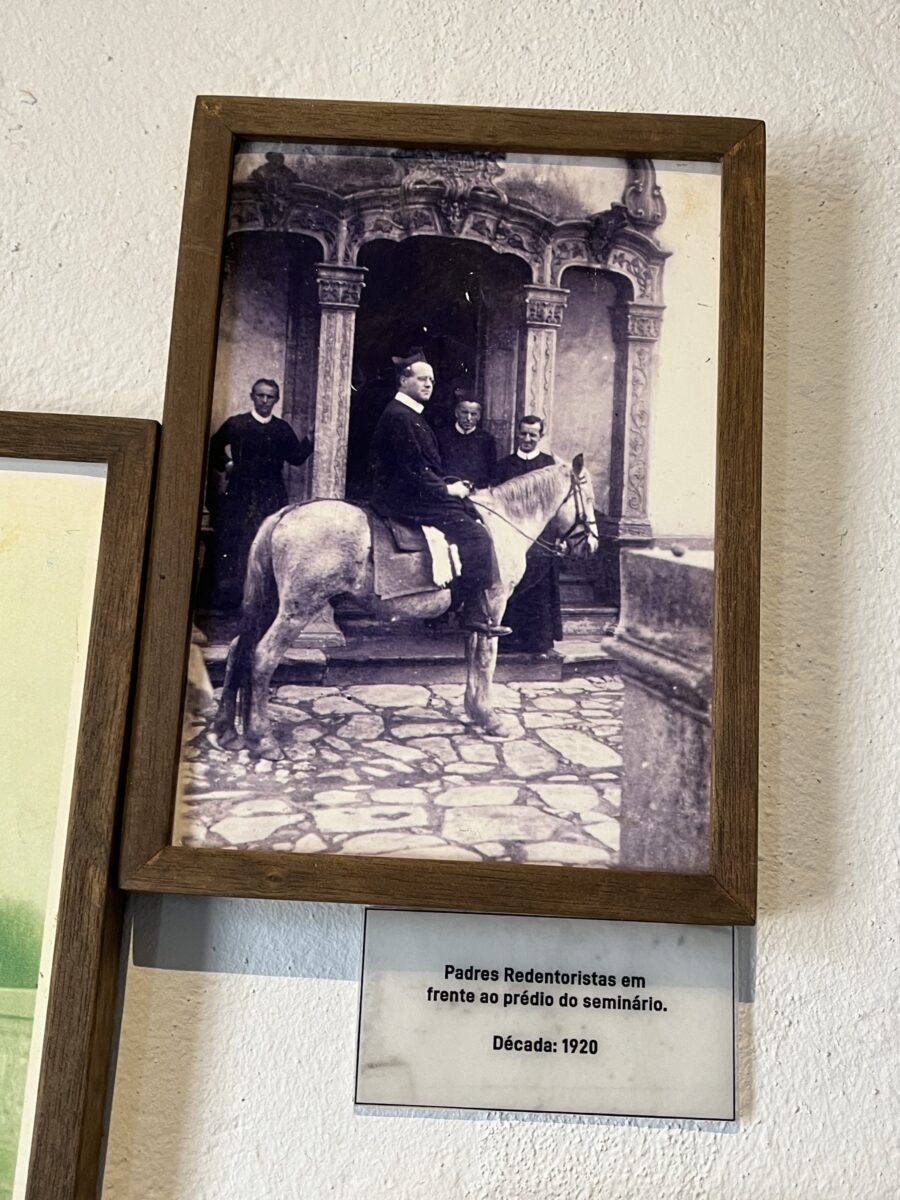 Padres Redentoristas em
frente ao prédio do seminário.
Década: 1920